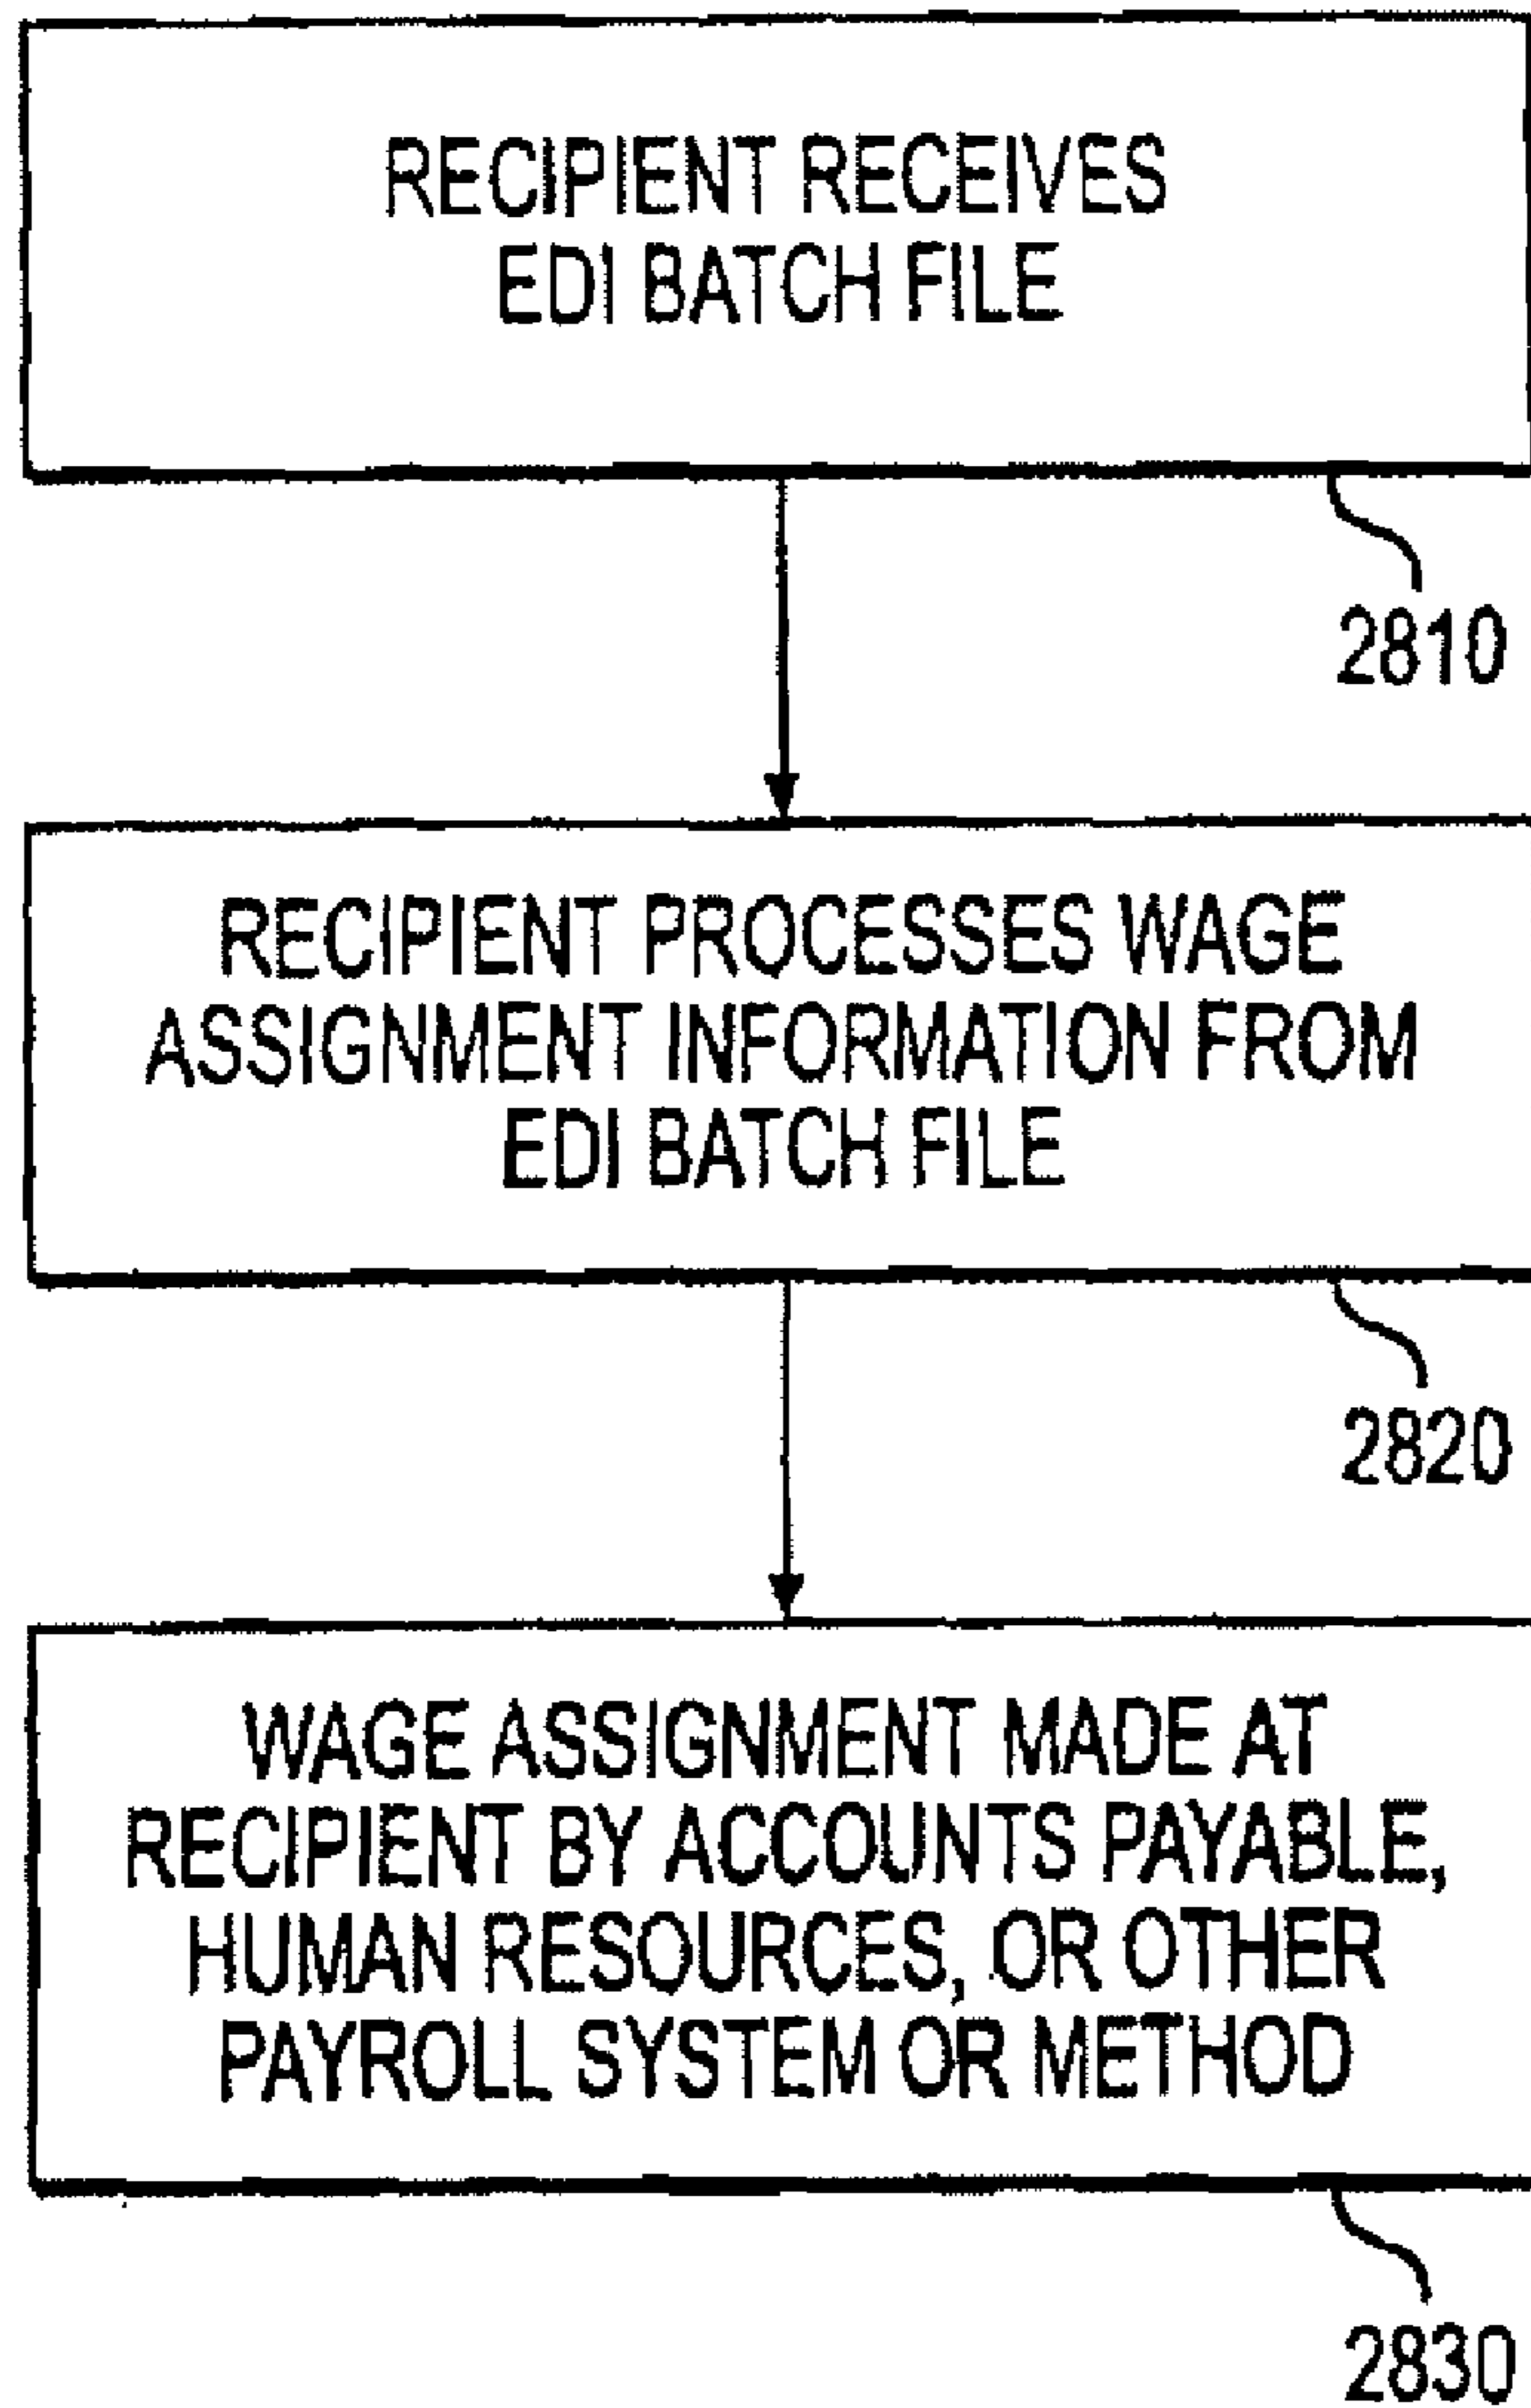 RECIPIENT RECEIVES
EDI BATCH FILE
2810
RECIPIENT PROCESSES WAGE
ASSIGNMENT INFORMATION FROM
EDI BATCH FILE
2820
WAGE ASSIGNMENT MADE AT
RECIPIENT BY ACCOUNTS PAYABLE,
HUMAN RESOURCES, OR OTHER
PAYROLL SYSTEM OR METHOD
2830